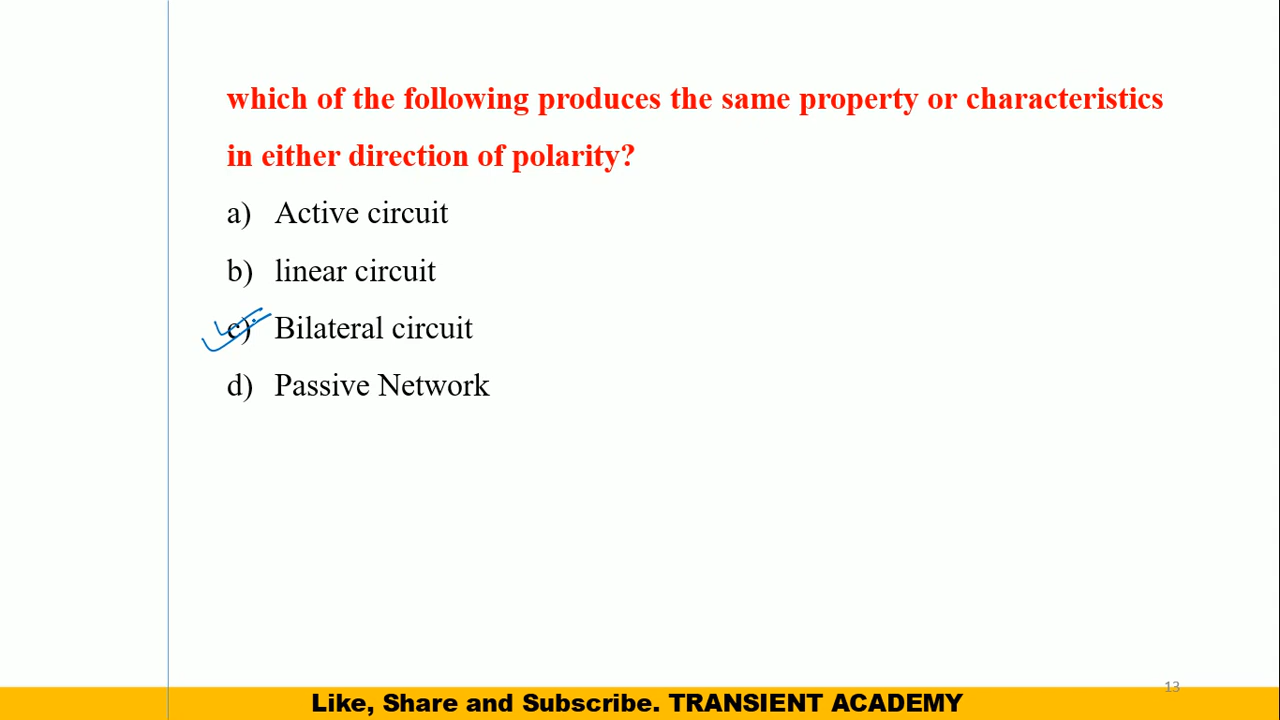 which of the following produces the same property or characteristics
in either direction of polarity?
a) Active circuit
b) linear circuit
c) Bilateral circuit
d) Passive Network
13
Like, Share and Subscribe. TRANSIENT ACADEMY